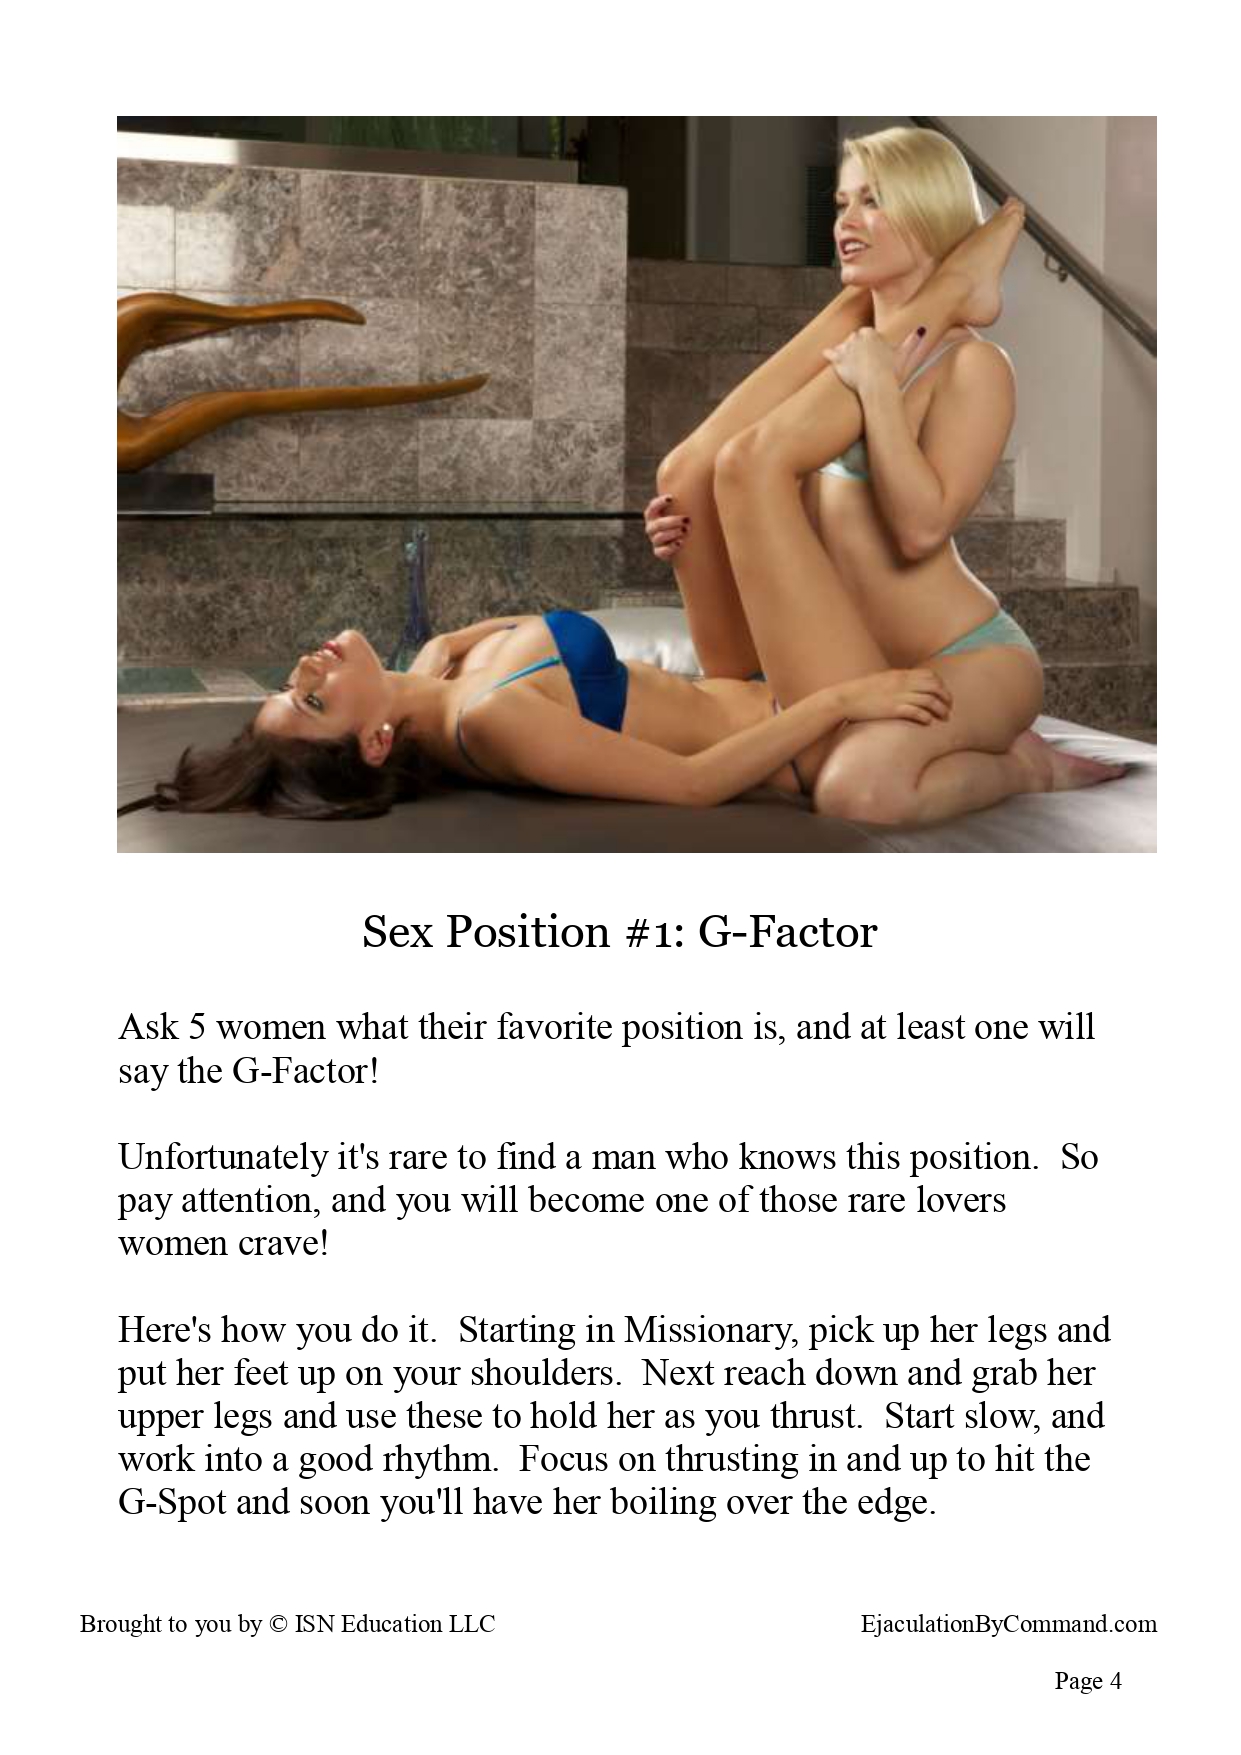 Sex Position #1: G-Factor
Ask 5 women what their favorite position is, and at least one will
say the G-Factor!
Unfortunately it's rare to find a man who knows this position.  So
pay attention, and you will become one of those rare lovers
women crave!
Here's how you do it.  Starting in Missionary, pick up her legs and
put her feet up on your shoulders.  Next reach down and grab her
upper legs and use these to hold her as you thrust.  Start slow, and
work into a good rhythm.  Focus on thrusting in and up to hit the
G-Spot and soon you'll have her boiling over the edge.
Brought to you by © ISN Education LLC
EjaculationByCommand.com
Page 4